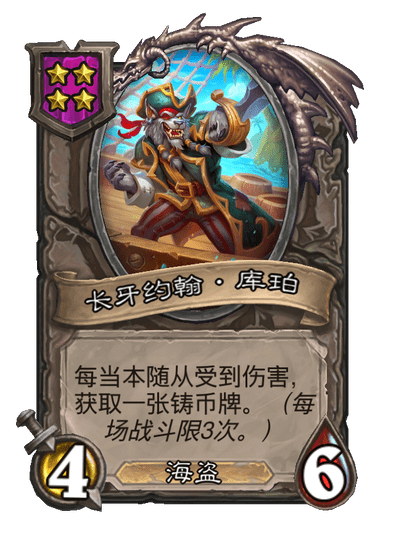 长牙约翰·库珀
每当本随从受到伤害，
获取一张铸币牌。（每
场战斗限3次。）
4
海盗
6